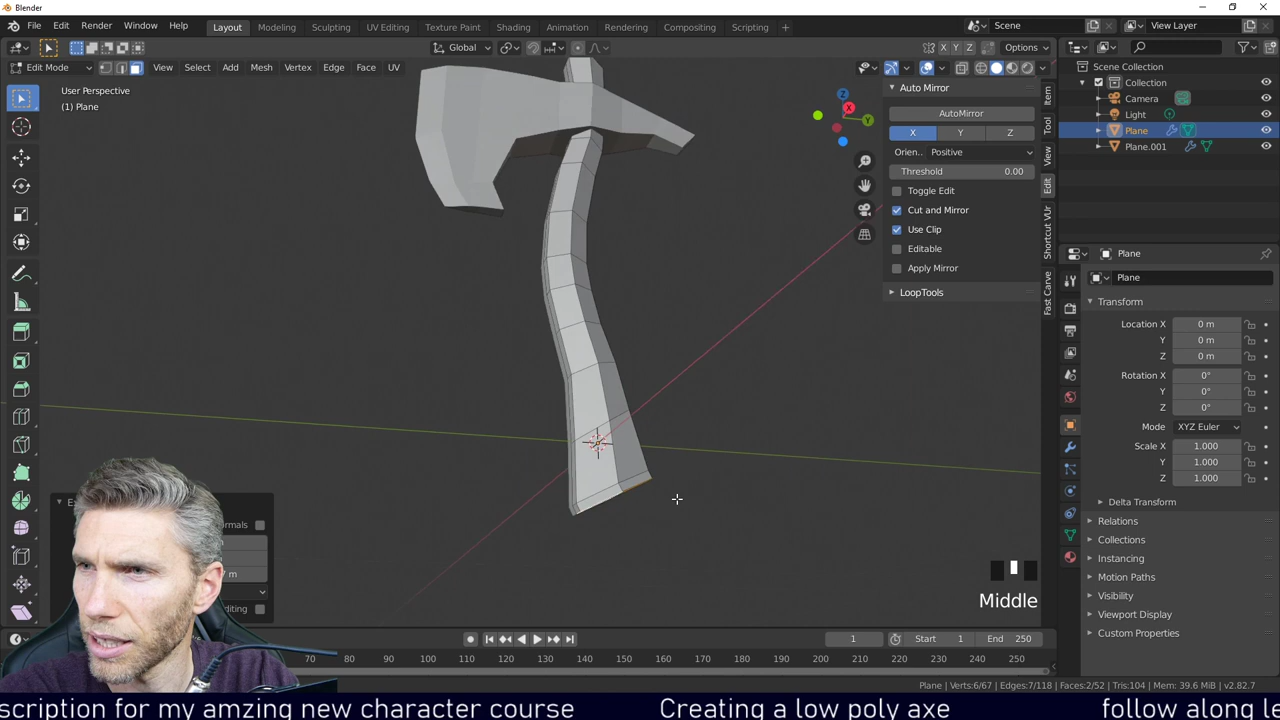 Blender
File Edit Render Window Help Layout Modeling Sculpting UV Editing Texture Paint Shading Animation Rendering Compositing Scripting + Scene View Layer
Global X Y Z Options
Edit Mode View Select Add Mesh Vertex Edge Face UV
User Perspective
(1) Plane
Auto Mirror
AutoMirror
X Y Z
Orien.. Positive
Threshold 0.00
Toggle Edit
Cut and Mirror
Use Clip
Editable
Apply Mirror
LoopTools
Item
Tool
View
Edit
Shortcut VUr
Fast Carve
Z
X
Y
Scene Collection
Collection
Camera
Light
Plane
Plane.001
Plane
Plane
Transform
Location X 0 m
Y 0 m
Z 0 m
Rotation X 0°
Y 0°
Z 0°
Mode XYZ Euler
Scale X 1.000
Y 1.000
Z 1.000
Delta Transform
Relations
Collections
Instancing
Motion Paths
Visibility
Viewport Display
Custom Properties
Middle
1 Start 1 End 250
70 80 90 100 110 120 130 140 150 160 170 180 190 200 210 220 230 240 250
Plane | Verts:6/67 | Edges:7/118 | Faces:2/52 | Tris:104 | Mem: 39.6 MiB | v2.82.7
scription for my amzing new character course Creating a low poly axe follow along le